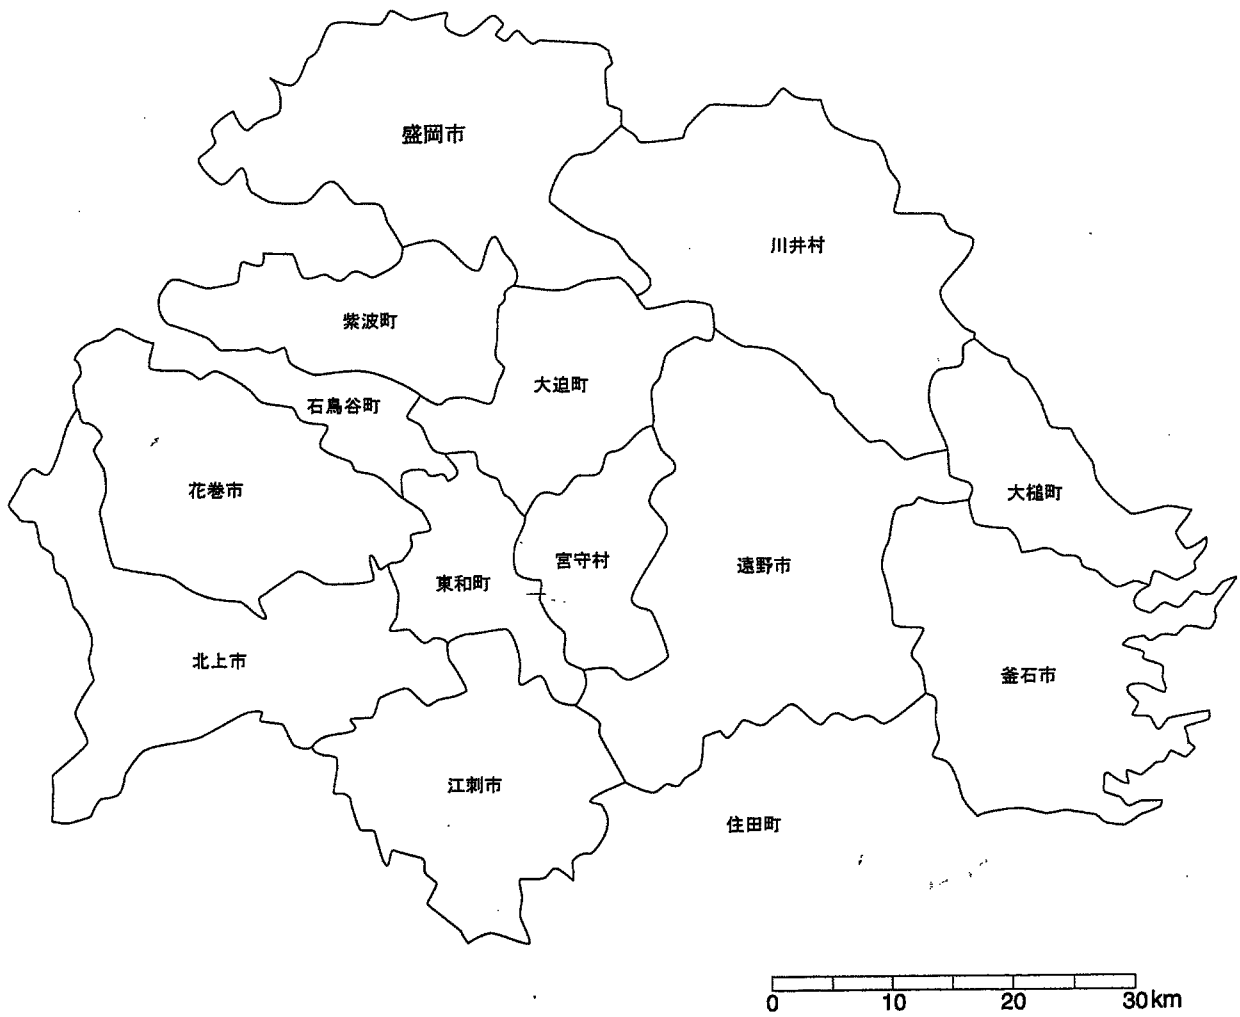 盛岡市
川井村
紫波町
大迫町
石鳥谷町
花巻市
大槌町
宮守村
遠野市
東和町
北上市
釜石市
江刺市
住田町
0 10 20 30km